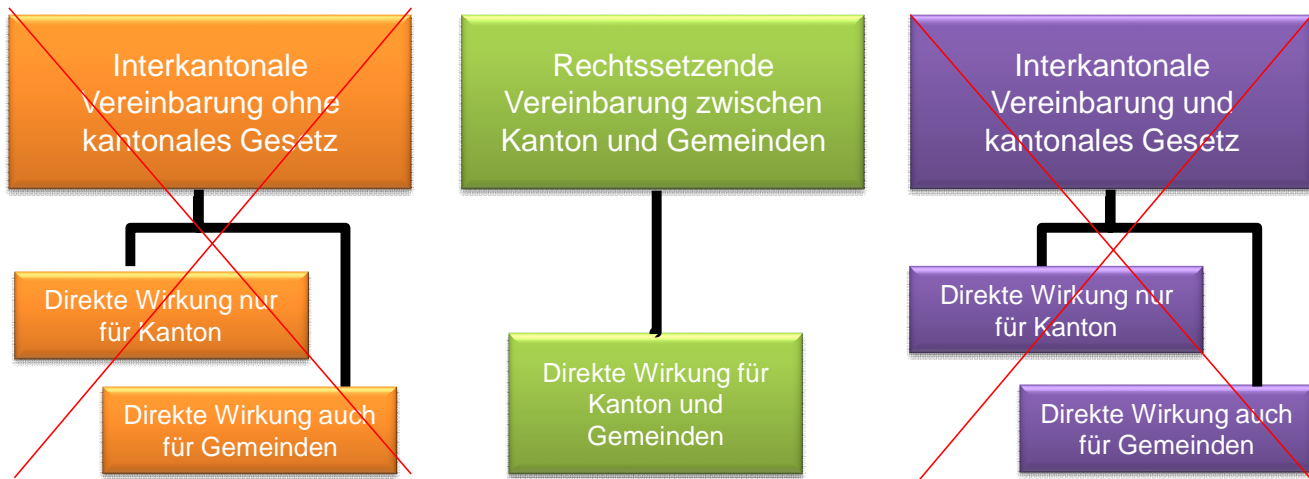 Interkantonale
Vereinbarung ohne
kantonales Gesetz
Direkte Wirkung nur
für Kanton
Direkte Wirkung auch
für Gemeinden
Rechtssetzende
Vereinbarung zwischen
Kanton und Gemeinden
Direkte Wirkung für
Kanton und
Gemeinden
Interkantonale
Vereinbarung und
kantonales Gesetz
Direkte Wirkung nur
für Kanton
Direkte Wirkung auch
für Gemeinden